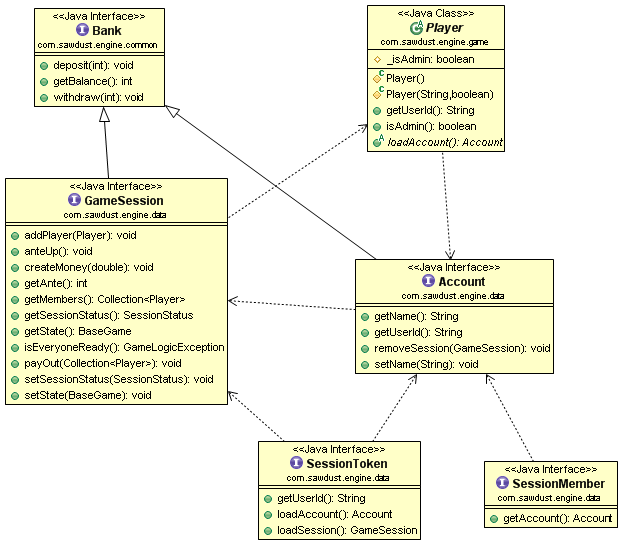 <<Java Interface>>
Bank
com.sawdust.engine.common
deposit(int): void
getBalance(): int
withdraw(int): void
<<Java Class>>
Player
com.sawdust.engine.game
_isAdmin: boolean
Player()
Player(String,boolean)
getUserId(): String
isAdmin(): boolean
loadAccount(): Account
<<Java Interface>>
GameSession
com.sawdust.engine.data
addPlayer(Player): void
anteUp(): void
createMoney(double): void
getAnte(): int
getMembers(): Collection<Player>
getSessionStatus(): SessionStatus
getState(): BaseGame
isEveryoneReady(): GameLogicException
payOut(Collection<Player>): void
setSessionStatus(SessionStatus): void
setState(BaseGame): void
<<Java Interface>>
Account
com.sawdust.engine.data
getName(): String
getUserId(): String
removeSession(GameSession): void
setName(String): void
<<Java Interface>>
SessionToken
com.sawdust.engine.data
getUserId(): String
loadAccount(): Account
loadSession(): GameSession
<<Java Interface>>
SessionMember
com.sawdust.engine.data
getAccount(): Account